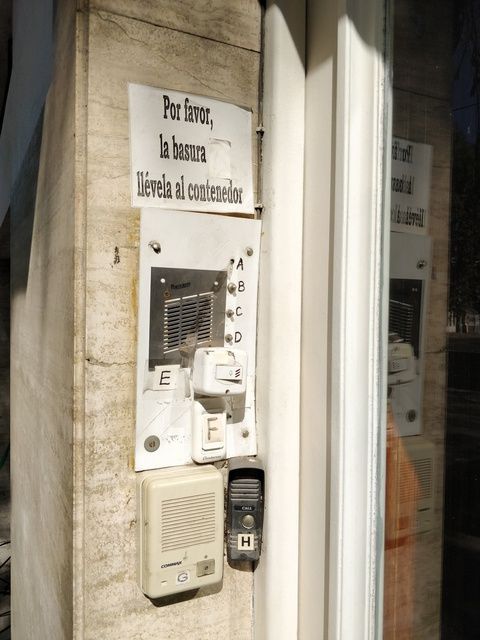 Por favor,
la basura
llévela al contenedor
A
B
C
D
E
F
COMMAX
G
CALL
H